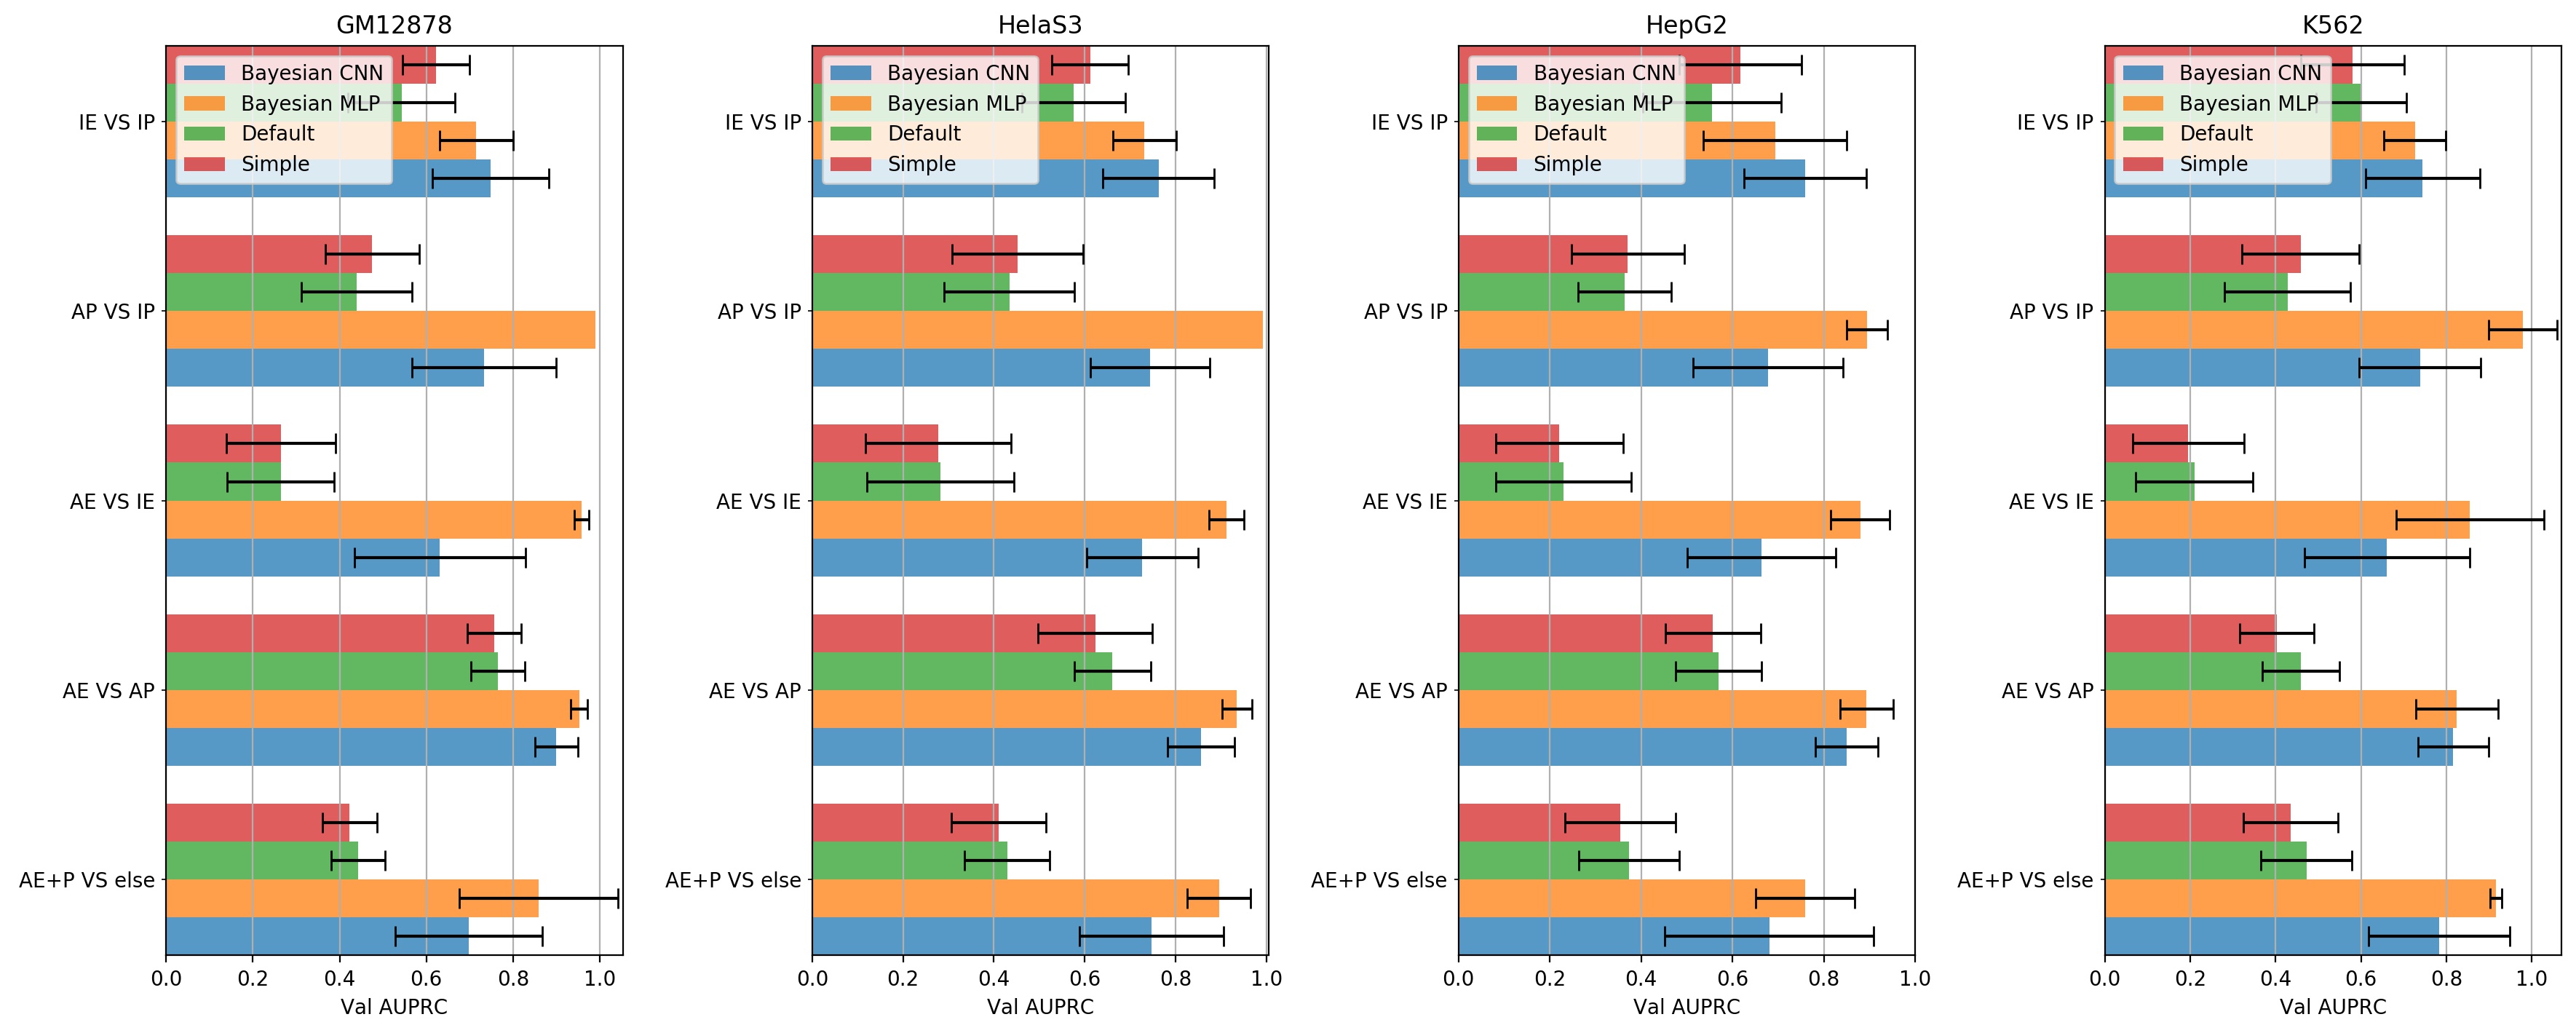 GM12878
Bayesian CNN
Bayesian MLP
Default
Simple
IE VS IP
AP VS IP
AE VS IE
AE VS AP
AE+P VS else
0.0 0.2 0.4 0.6 0.8 1.0
Val AUPRC
HelaS3
Bayesian CNN
Bayesian MLP
Default
Simple
IE VS IP
AP VS IP
AE VS IE
AE VS AP
AE+P VS else
0.0 0.2 0.4 0.6 0.8 1.0
Val AUPRC
HepG2
Bayesian CNN
Bayesian MLP
Default
Simple
IE VS IP
AP VS IP
AE VS IE
AE VS AP
AE+P VS else
0.0 0.2 0.4 0.6 0.8 1.0
Val AUPRC
K562
Bayesian CNN
Bayesian MLP
Default
Simple
IE VS IP
AP VS IP
AE VS IE
AE VS AP
AE+P VS else
0.0 0.2 0.4 0.6 0.8 1.0
Val AUPRC